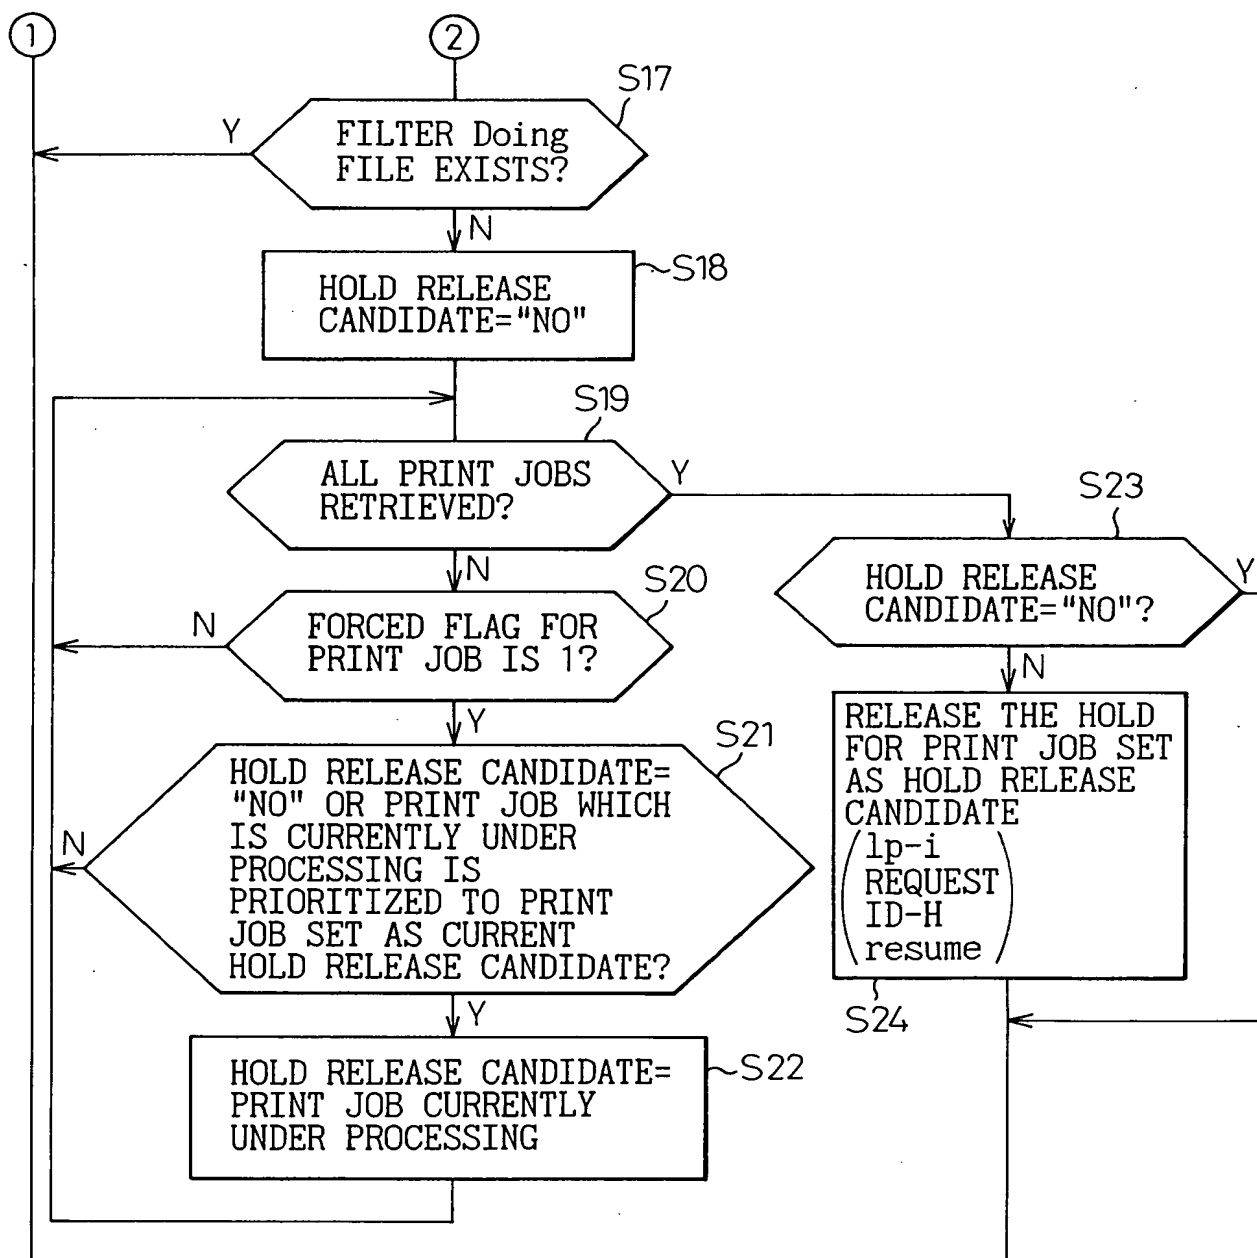 1
2
S17
Y
FILTER Doing
FILE EXISTS?
N
S18
HOLD RELEASE
CANDIDATE="NO"
S19
ALL PRINT JOBS
RETRIEVED?
Y
N
S20
N
FORCED FLAG FOR
PRINT JOB IS 1?
Y
S21
HOLD RELEASE CANDIDATE=
"NO" OR PRINT JOB WHICH
IS CURRENTLY UNDER
PROCESSING IS
PRIORITIZED TO PRINT
JOB SET AS CURRENT
HOLD RELEASE CANDIDATE?
N
Y
S22
HOLD RELEASE CANDIDATE=
PRINT JOB CURRENTLY
UNDER PROCESSING
S23
HOLD RELEASE
CANDIDATE="NO"?
Y
N
RELEASE THE HOLD
FOR PRINT JOB SET
AS HOLD RELEASE
CANDIDATE
(lp-i
REQUEST
ID-H
resume)
S24